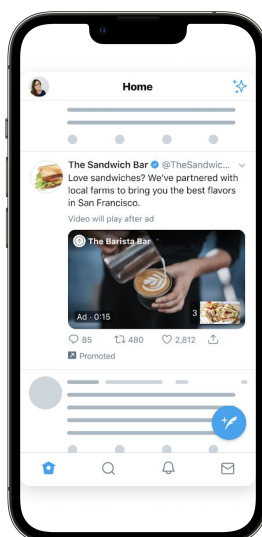 Home
The Sandwich Bar @TheSandwic...
Love sandwiches? We've partnered with
local farms to bring you the best flavors
in San Francisco.
Video will play after ad
The Barista Bar
Ad · 0:15
3
85 480 2,812
Promoted